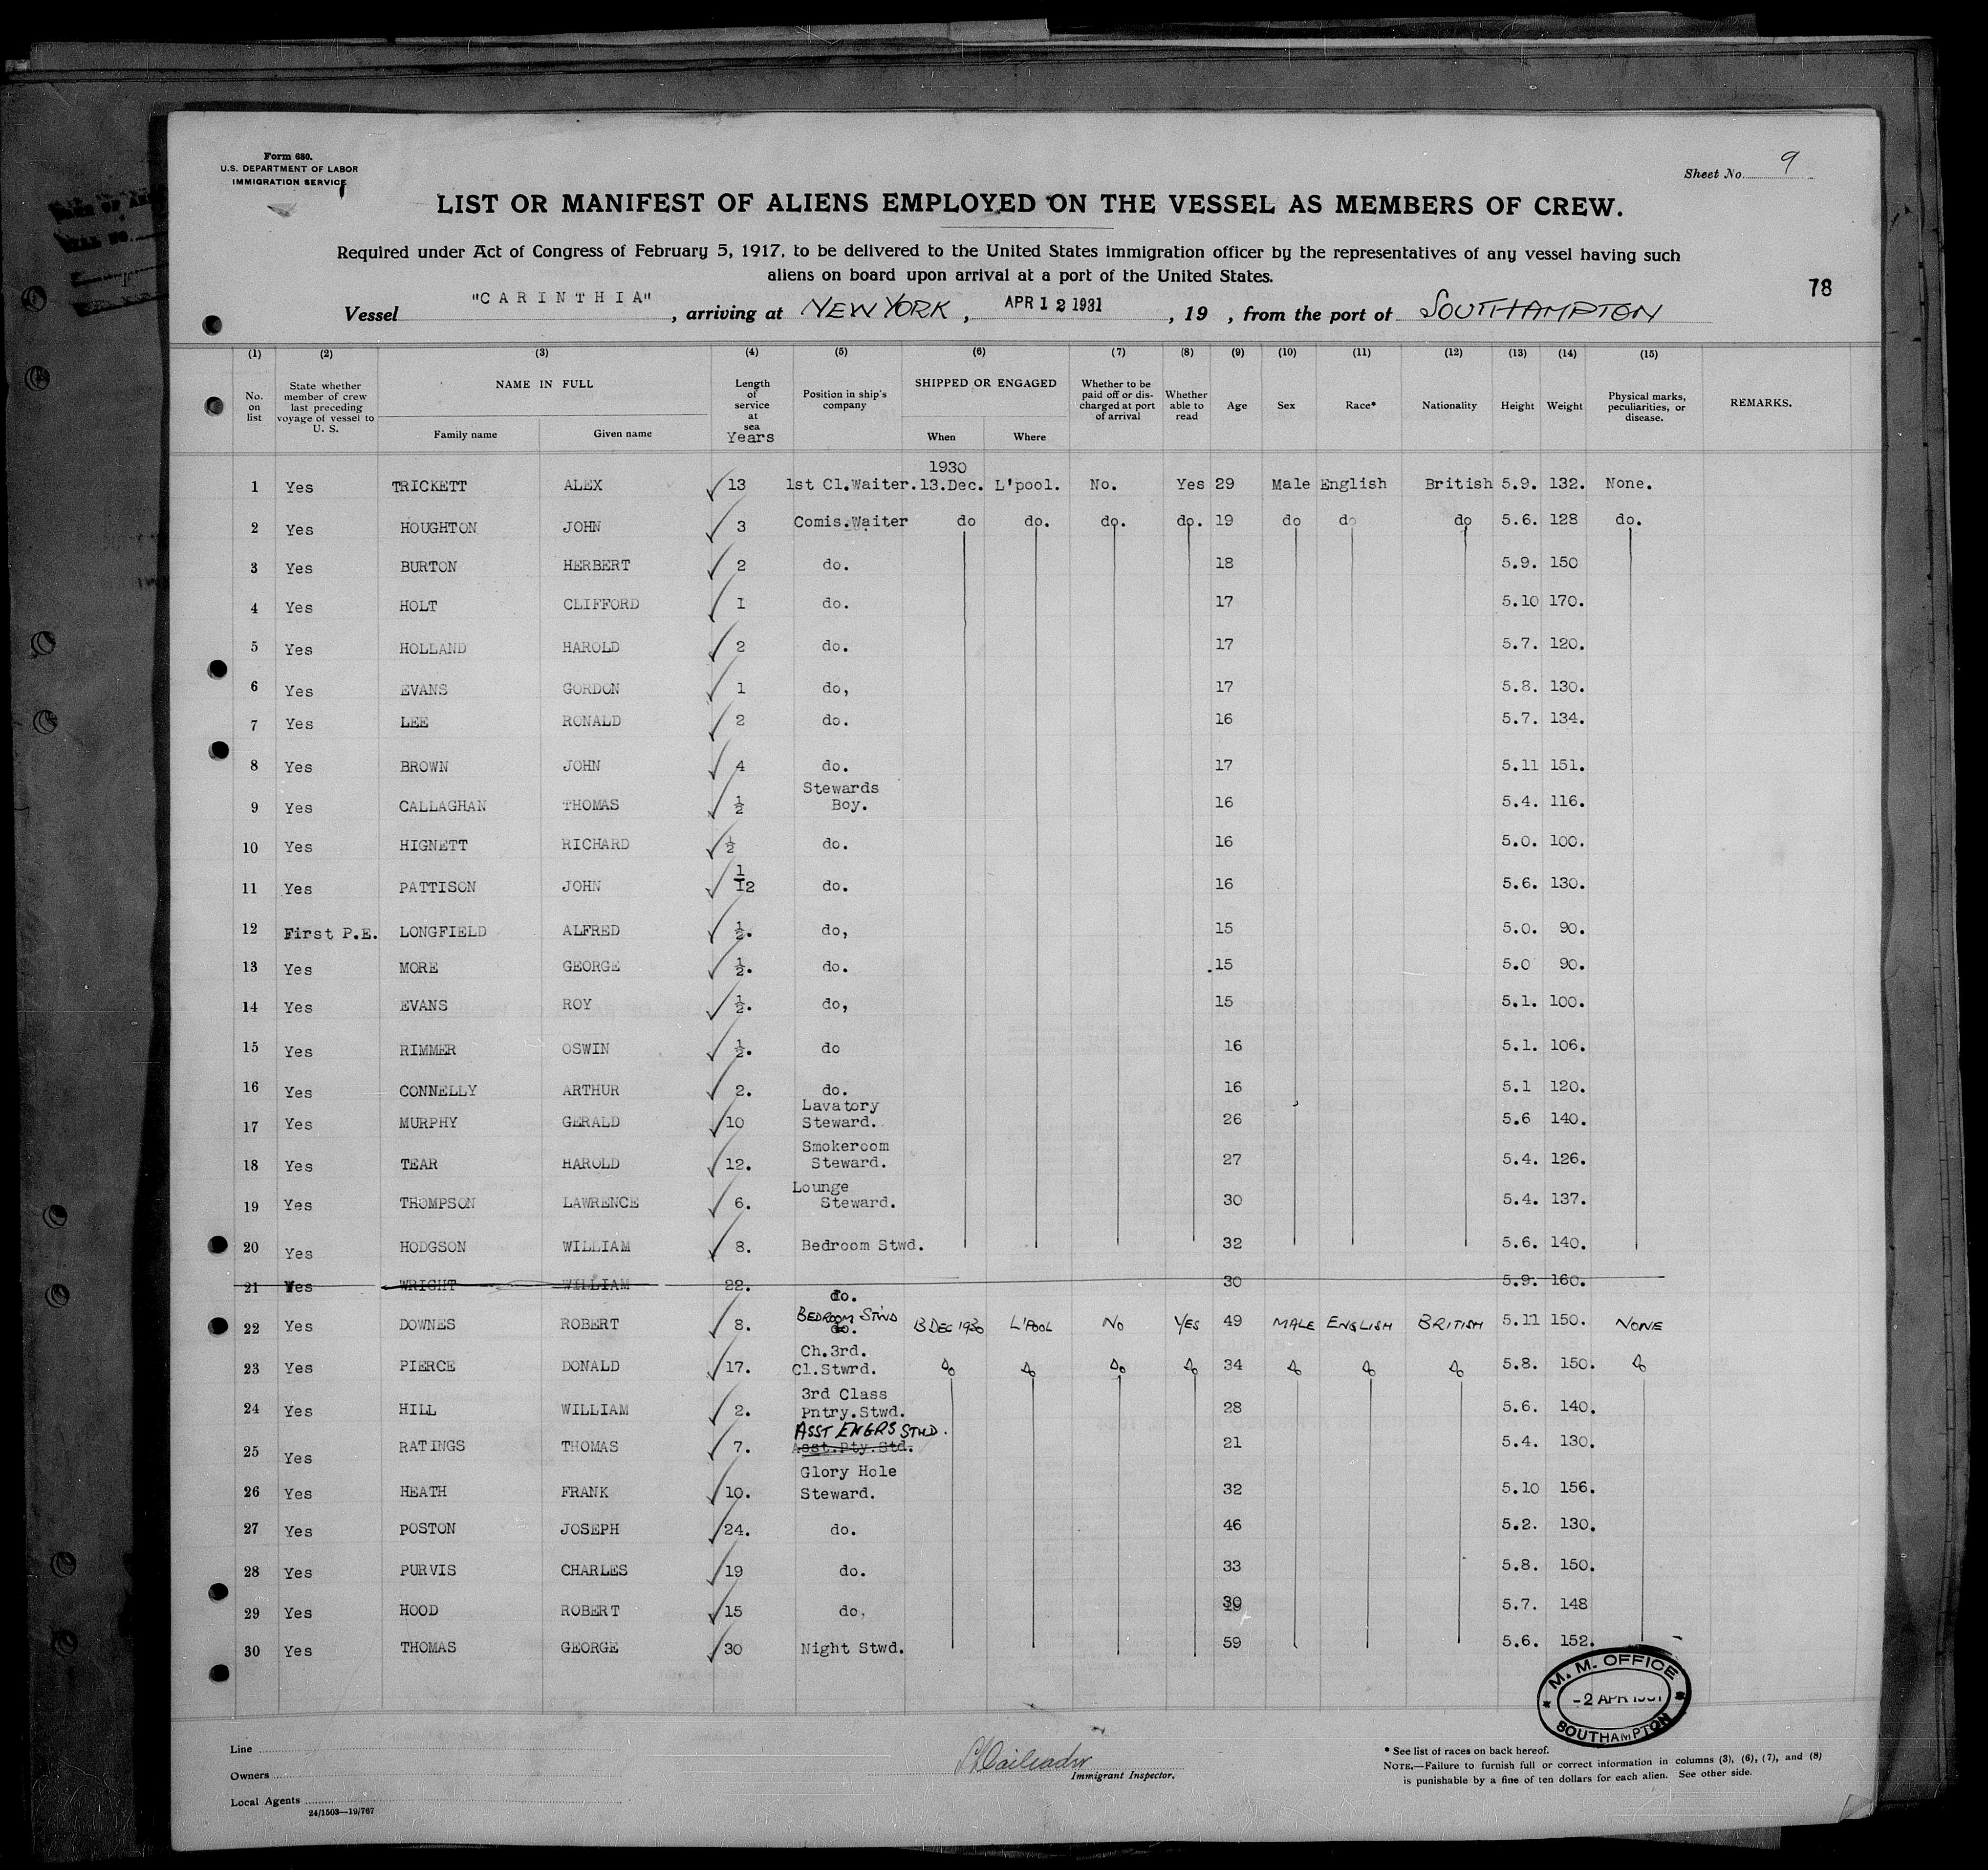 Form 680.
U.S. DEPARTMENT OF LABOR
IMMIGRATION SERVICE
Sheet No. 9
LIST OR MANIFEST OF ALIENS EMPLOYED ON THE VESSEL AS MEMBERS OF CREW.
Required under Act of Congress of February 5, 1917, to be delivered to the United States immigration officer by the representatives of any vessel having such
aliens on board upon arrival at a port of the United States.
78
Vessel "CARINTHIA", arriving at NEW YORK, APR 12 1931, 19 , from the port of SOUTHAMPTON
(1) (2) (3) (4) (5) (6) (7) (8) (9) (10) (11) (12) (13) (14) (15)
No. on list | State whether member of crew last preceding voyage of vessel to U. S. | NAME IN FULL | Length of service at sea Years | Position in ship's company | SHIPPED OR ENGAGED | Whether to be paid off or discharged at port of arrival | Whether able to read | Age | Sex | Race* | Nationality | Height | Weight | Physical marks, peculiarities, or disease. | REMARKS.
Family name | Given name | When | Where
1930
1 Yes TRICKETT ALEX 13 1st Cl.Waiter. 13.Dec. L'pool. No. Yes 29 Male English British 5.9. 132. None.
2 Yes HOUGHTON JOHN 3 Comis.Waiter do do. do. do. 19 do do do 5.6. 128 do.
3 Yes BURTON HERBERT 2 do. 18 5.9. 150
4 Yes HOLT CLIFFORD 1 do. 17 5.10 170.
5 Yes HOLLAND HAROLD 2 do. 17 5.7. 120.
6 Yes EVANS GORDON 1 do, 17 5.8. 130.
7 Yes LEE RONALD 2 do. 16 5.7. 134.
8 Yes BROWN JOHN 4 do. 17 5.11 151.
9 Yes CALLAGHAN THOMAS ½ Stewards Boy. 16 5.4. 116.
10 Yes HIGNETT RICHARD ½ do. 16 5.0. 100.
11 Yes PATTISON JOHN 1/12 do. 16 5.6. 130.
12 First P.E. LONGFIELD ALFRED ½. do, 15 5.0. 90.
13 Yes MORE GEORGE ½. do. 15 5.0 90.
14 Yes EVANS ROY ½. do, 15 5.1. 100.
15 Yes RIMMER OSWIN ½. do 16 5.1. 106.
16 Yes CONNELLY ARTHUR 2. do. 16 5.1 120.
17 Yes MURPHY GERALD 10 Lavatory Steward. 26 5.6 140.
18 Yes TEAR HAROLD 12. Smokeroom Steward. 27 5.4. 126.
19 Yes THOMPSON LAWRENCE 6. Lounge Steward. 30 5.4. 137.
20 Yes HODGSON WILLIAM 8. Bedroom Stwd. 32 5.6. 140.
21 Yes WRIGHT WILLIAM 22. do. 30 5.9. 160.
22 Yes DOWNES ROBERT 8. BEDROOM STWD do. 13 DEC 1930 L'POOL NO YES 49 MALE ENGLISH BRITISH 5.11 150. NONE
23 Yes PIERCE DONALD 17. Ch.3rd. Cl.Stwrd. do do do do 34 do do do 5.8. 150. do
24 Yes HILL WILLIAM 2. 3rd Class Pntry.Stwd. 28 5.6. 140.
25 Yes RATINGS THOMAS 7. ASST ENGRS STWD. Asst.Pty.Std. 21 5.4. 130.
26 Yes HEATH FRANK 10. Glory Hole Steward. 32 5.10 156.
27 Yes POSTON JOSEPH 24. do. 46 5.2. 130.
28 Yes PURVIS CHARLES 19 do. 33 5.8. 150.
29 Yes HOOD ROBERT 15 do. 30 5.7. 148
30 Yes THOMAS GEORGE 30 Night Stwd. 59 5.6. 152.
M. M. OFFICE
-2 APR 1931
SOUTHAMPTON
Line
Owners
Local Agents
24/1503—19/767
Immigrant Inspector.
* See list of races on back hereof.
NOTE.—Failure to furnish full or correct information in columns (3), (6), (7), and (8)
is punishable by a fine of ten dollars for each alien. See other side.